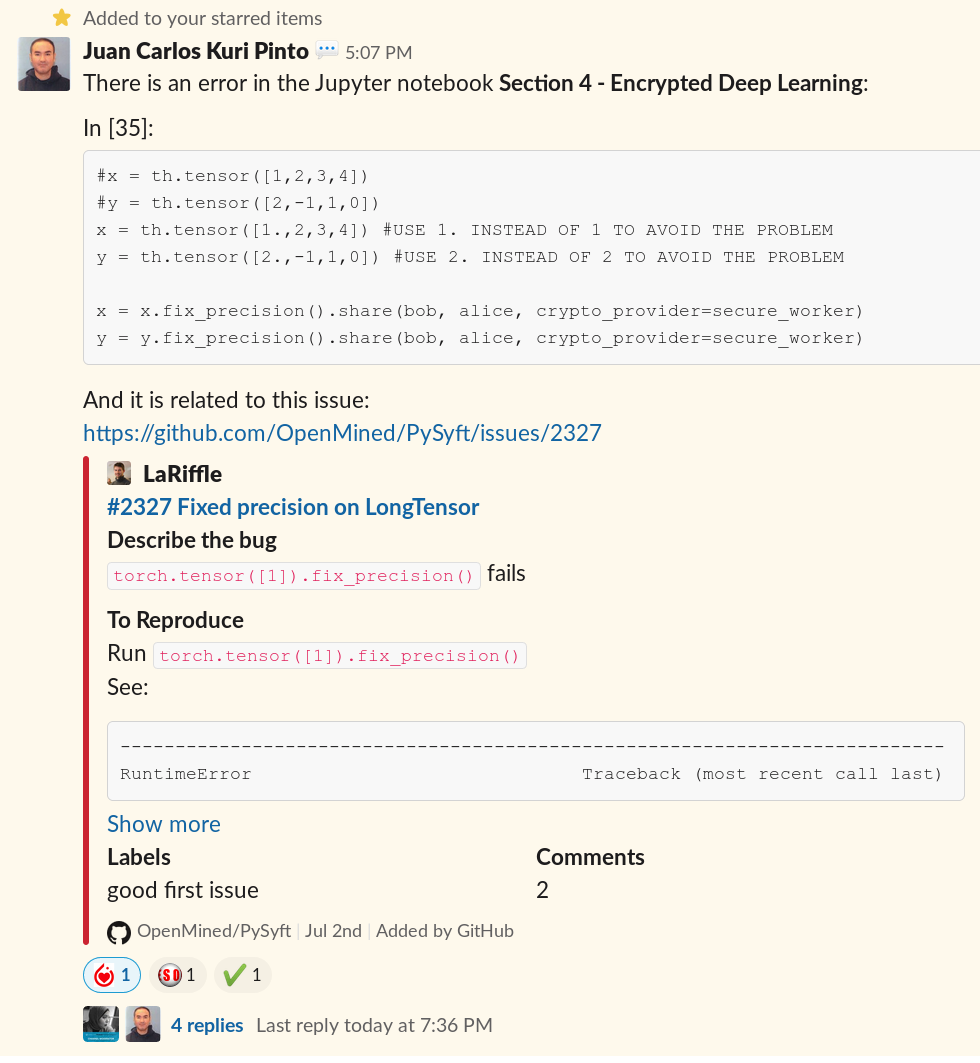 Added to your starred items
Juan Carlos Kuri Pinto 5:07 PM
There is an error in the Jupyter notebook Section 4 - Encrypted Deep Learning:
In [35]:
#x = th.tensor([1,2,3,4])
#y = th.tensor([2,-1,1,0])
x = th.tensor([1.,2,3,4]) #USE 1. INSTEAD OF 1 TO AVOID THE PROBLEM
y = th.tensor([2.,-1,1,0]) #USE 2. INSTEAD OF 2 TO AVOID THE PROBLEM
x = x.fix_precision().share(bob, alice, crypto_provider=secure_worker)
y = y.fix_precision().share(bob, alice, crypto_provider=secure_worker)
And it is related to this issue:
https://github.com/OpenMined/PySyft/issues/2327
LaRiffle
#2327 Fixed precision on LongTensor
Describe the bug
torch.tensor([1]).fix_precision() fails
To Reproduce
Run torch.tensor([1]).fix_precision()
See:
---------------------------------------------------------------------------
RuntimeError Traceback (most recent call last)
Show more
Labels Comments
good first issue 2
OpenMined/PySyft | Jul 2nd | Added by GitHub
1 SD 1 1
4 replies Last reply today at 7:36 PM